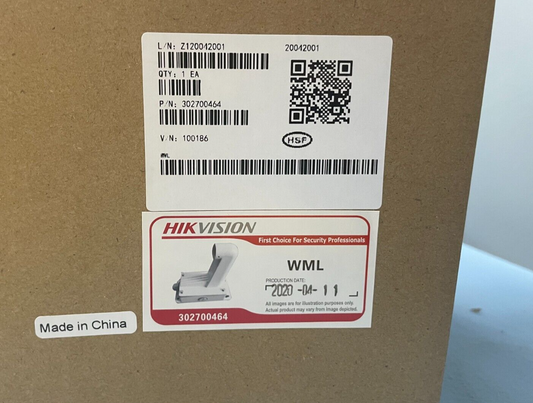 L/N: Z120042001
20042001
QTY: 1 EA
P/N: 302700464
V/N: 100186
HSF
WML
HIKVISION
First Choice For Security Professionals
WML
PRODUCTION DATE:
2020-04-11
All images are for illustration purposes only.
Actual product may vary from image depicted.
302700464
Made in China